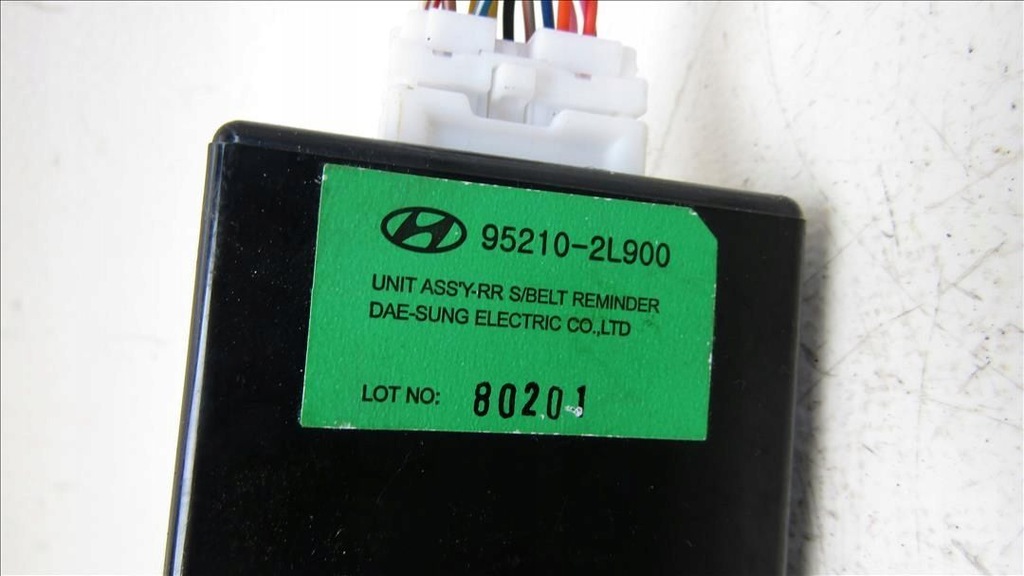 95210-2L900
UNIT ASS'Y-RR S/BELT REMINDER
DAE-SUNG ELECTRIC CO.,LTD
LOT NO: 80201